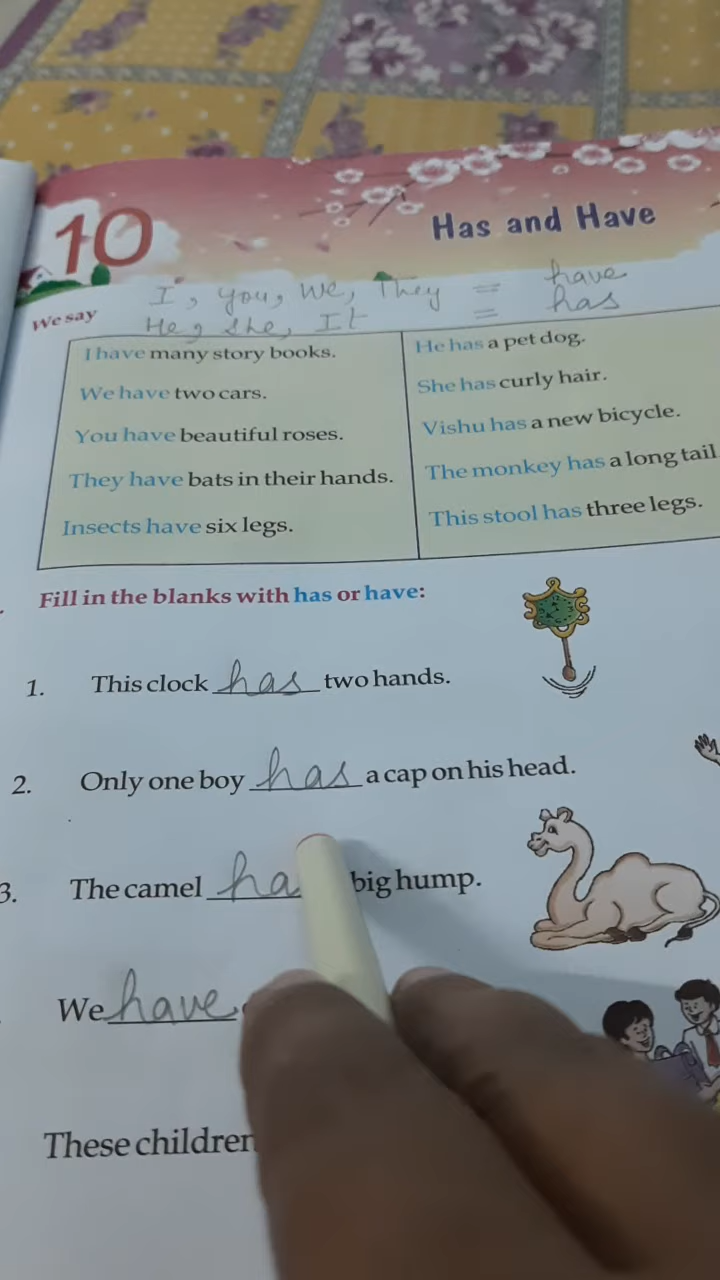 10
Has and Have
I, you, We, They = have
We say He, She, It = has
I have many story books.
He has a pet dog.
We have two cars.
She has curly hair.
You have beautiful roses.
Vishu has a new bicycle.
They have bats in their hands.
The monkey has a long tail
Insects have six legs.
This stool has three legs.
Fill in the blanks with has or have:
1. This clock has two hands.
2. Only one boy has a cap on his head.
3. The camel big hump.
We have
These children